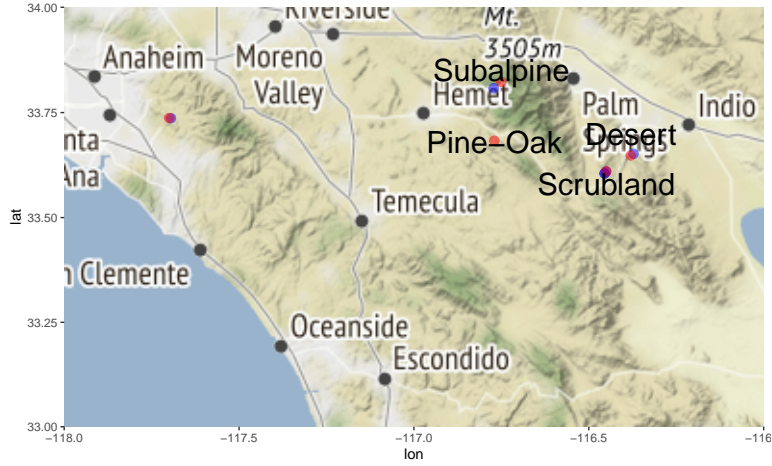 34.00
33.75
33.50
33.25
33.00
lat
Riverside
Mt.
3505m
Anaheim
Moreno
Valley
Subalpine
Hemet
Palm
Springs
Indio
nta
Ana
Pine−Oak
Desert
Scrubland
Temecula
n Clemente
Oceanside
Escondido
−118.0
−117.5
−117.0
−116.5
−116
lon